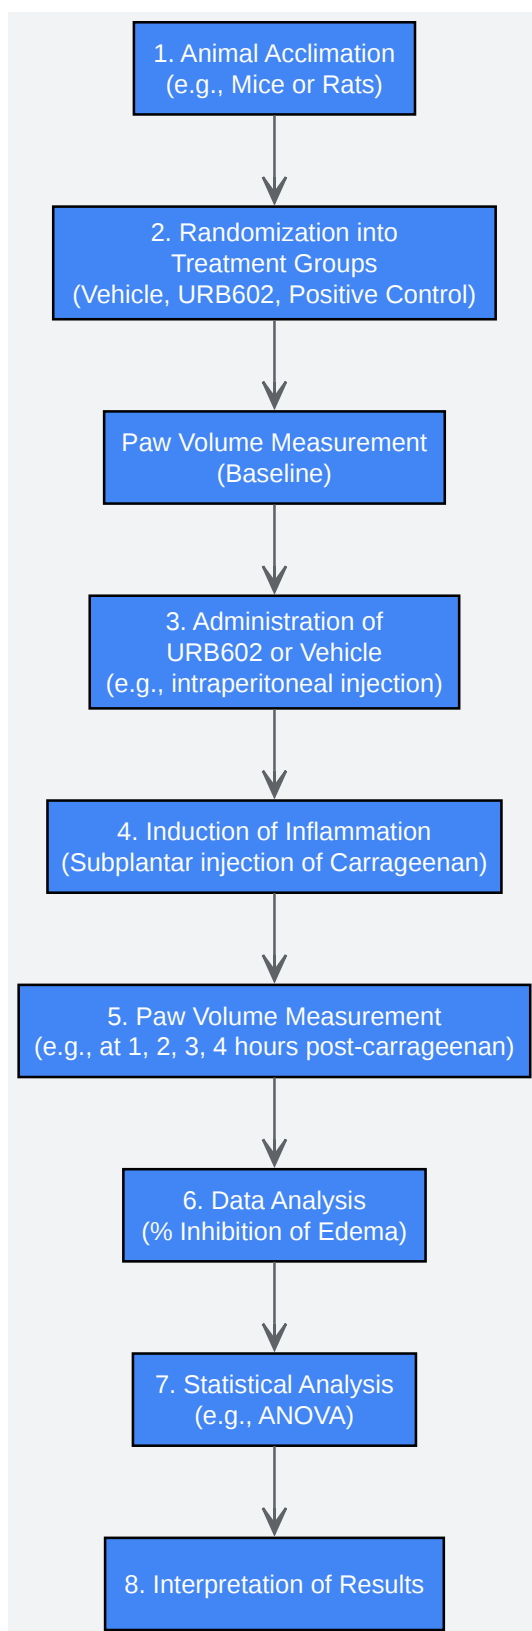 1. Animal Acclimation
(e.g., Mice or Rats)
2. Randomization into
Treatment Groups
(Vehicle, URB602, Positive Control)
Paw Volume Measurement
(Baseline)
3. Administration of
URB602 or Vehicle
(e.g., intraperitoneal injection)
4. Induction of Inflammation
(Subplantar injection of Carrageenan)
5. Paw Volume Measurement
(e.g., at 1, 2, 3, 4 hours post-carrageenan)
6. Data Analysis
(% Inhibition of Edema)
7. Statistical Analysis
(e.g., ANOVA)
8. Interpretation of Results